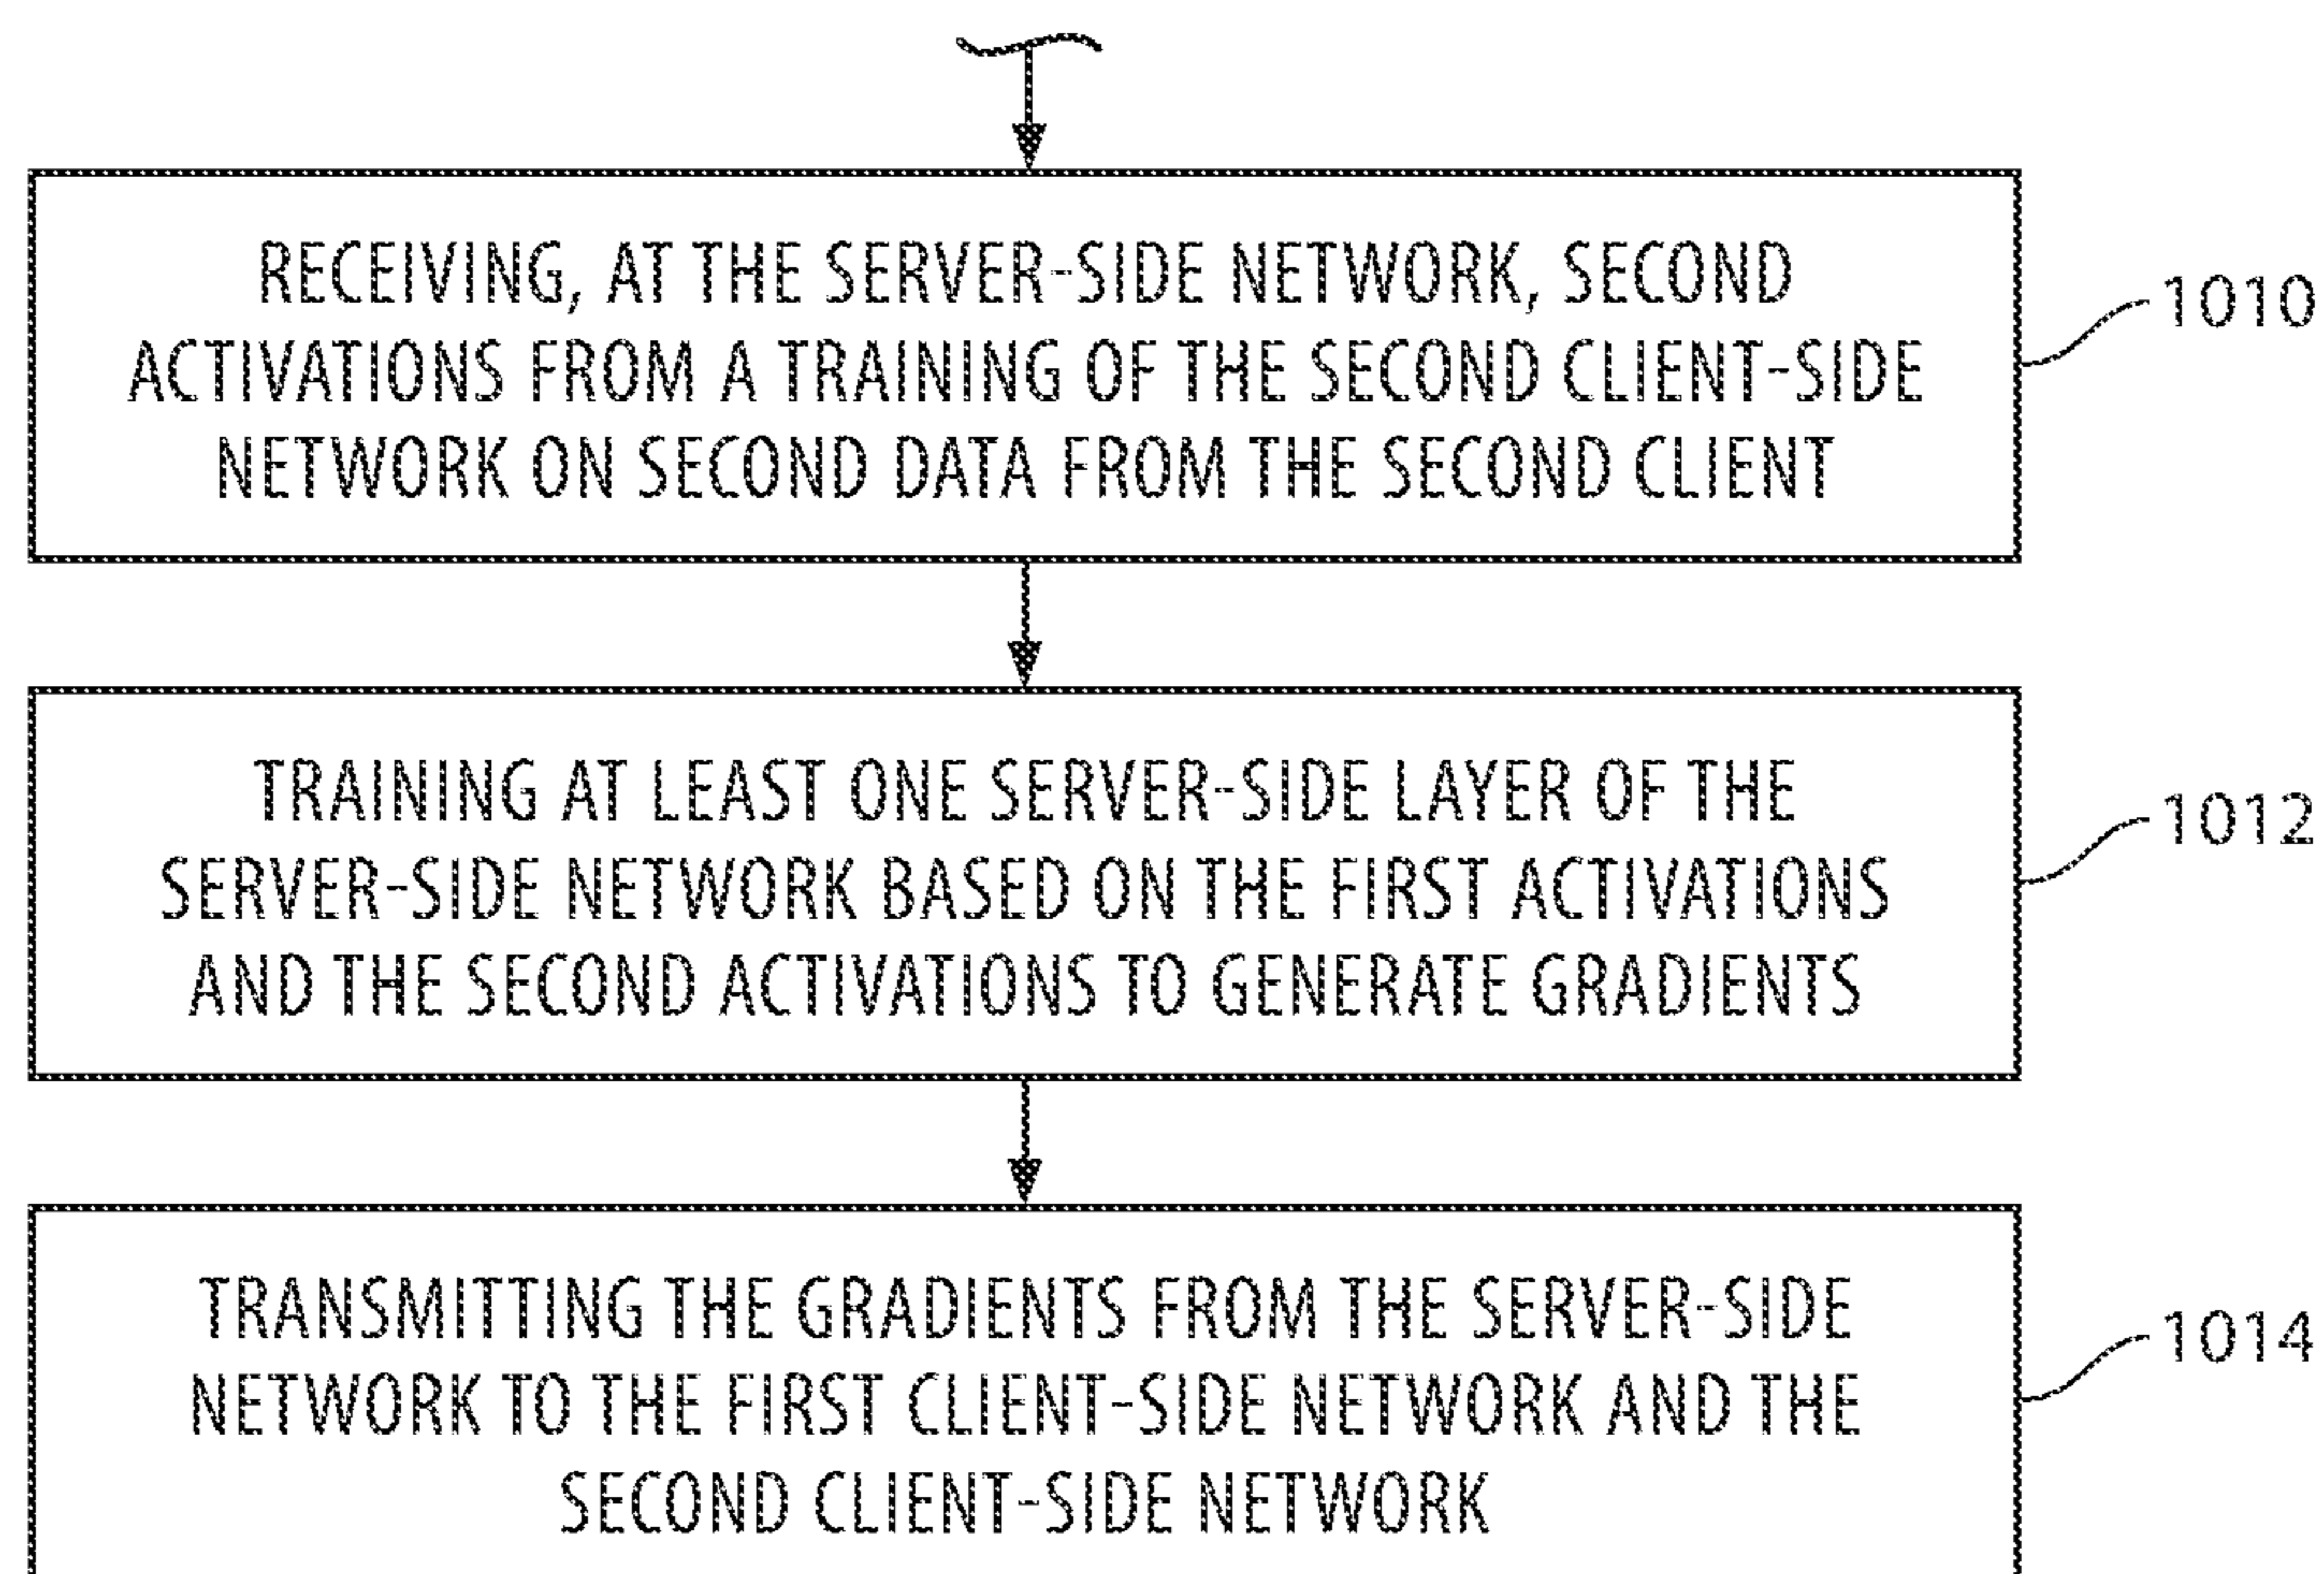 RECEIVING, AT THE SERVER-SIDE NETWORK, SECOND
ACTIVATIONS FROM A TRAINING OF THE SECOND CLIENT-SIDE
NETWORK ON SECOND DATA FROM THE SECOND CLIENT
1010
TRAINING AT LEAST ONE SERVER-SIDE LAYER OF THE
SERVER-SIDE NETWORK BASED ON THE FIRST ACTIVATIONS
AND THE SECOND ACTIVATIONS TO GENERATE GRADIENTS
1012
TRANSMITTING THE GRADIENTS FROM THE SERVER-SIDE
NETWORK TO THE FIRST CLIENT-SIDE NETWORK AND THE
SECOND CLIENT-SIDE NETWORK
1014